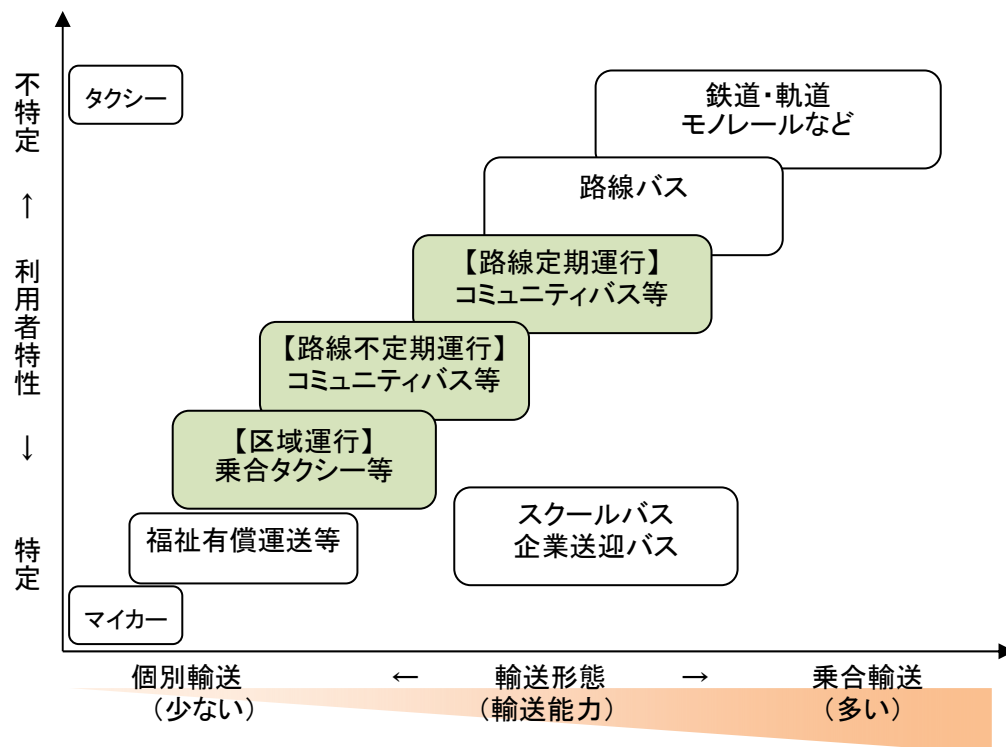 不特定 ↑ 利用者特性 ↓ 特定
タクシー
鉄道・軌道
モノレールなど
路線バス
【路線定期運行】
コミュニティバス等
【路線不定期運行】
コミュニティバス等
【区域運行】
乗合タクシー等
スクールバス
企業送迎バス
福祉有償運送等
マイカー
個別輸送 ← 輸送形態 → 乗合輸送
（少ない） （輸送能力） （多い）